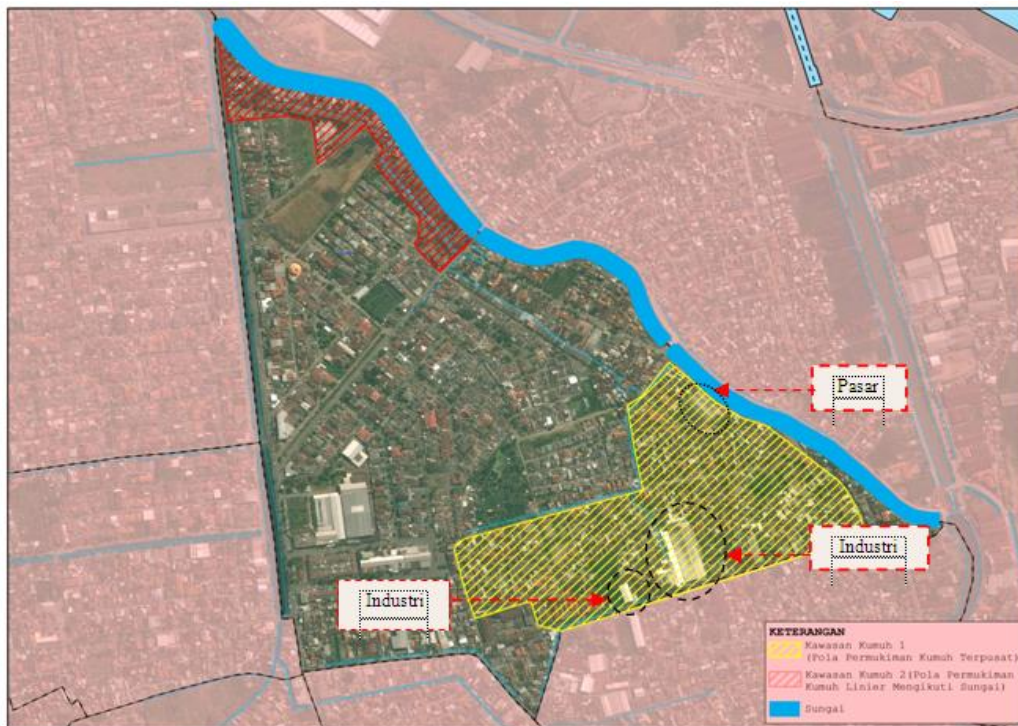 Pasar
Industri
Industri
KETERANGAN
Kawasan Kumuh 1
(Pola Permukiman Kumuh Terpusat)
Kawasan Kumuh 2(Pola Permukiman
Kumuh Linier Mengikuti Sungai)
Sungai